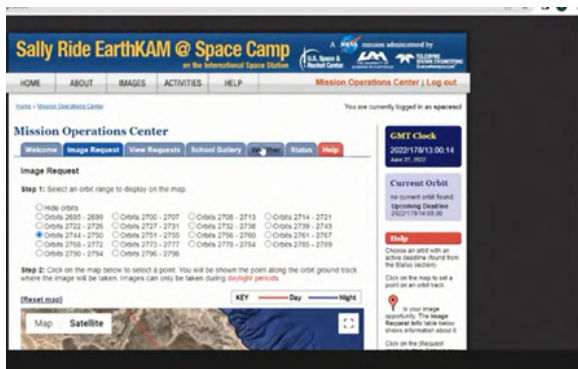 Sally Ride EarthKAM @ Space Camp
on the International Space Station
A NASA mission administered by
U.S. Space & Rocket Center
HOME ABOUT IMAGES ACTIVITIES HELP
Mission Operations Center | Log out
Home » Mission Operations Center
You are currently logged in as spacesci
Mission Operations Center
Welcome Image Request View Requests School Gallery Weather Status Help
Image Request
Step 1: Select an orbit range to display on the map.
Hide orbits
Orbits 2695 - 2699 Orbits 2700 - 2707 Orbits 2708 - 2713 Orbits 2714 - 2721
Orbits 2722 - 2726 Orbits 2727 - 2731 Orbits 2732 - 2738 Orbits 2739 - 2743
Orbits 2744 - 2750 Orbits 2751 - 2755 Orbits 2756 - 2760 Orbits 2761 - 2767
Orbits 2768 - 2772 Orbits 2773 - 2777 Orbits 2778 - 2784 Orbits 2785 - 2789
Orbits 2790 - 2794 Orbits 2796 - 2798
Step 2: Click on the map below to select a point. You will be shown the point along the orbit ground track
where the image will be taken. Images can only be taken during daylight periods.
[Reset map]
KEY Day Night
Map Satellite
GMT Clock
2022/178/13:00:14
June 27, 2022
Current Orbit
no current orbit found
Upcoming Deadline
2022/179/14:00:00
Help
Choose an orbit with an
active deadline (found from
the Status section).
Click on the map to set a
point on an orbit track.
is your image
opportunity. The Image
Request Info table below
shows information about it.
Click on the [Request